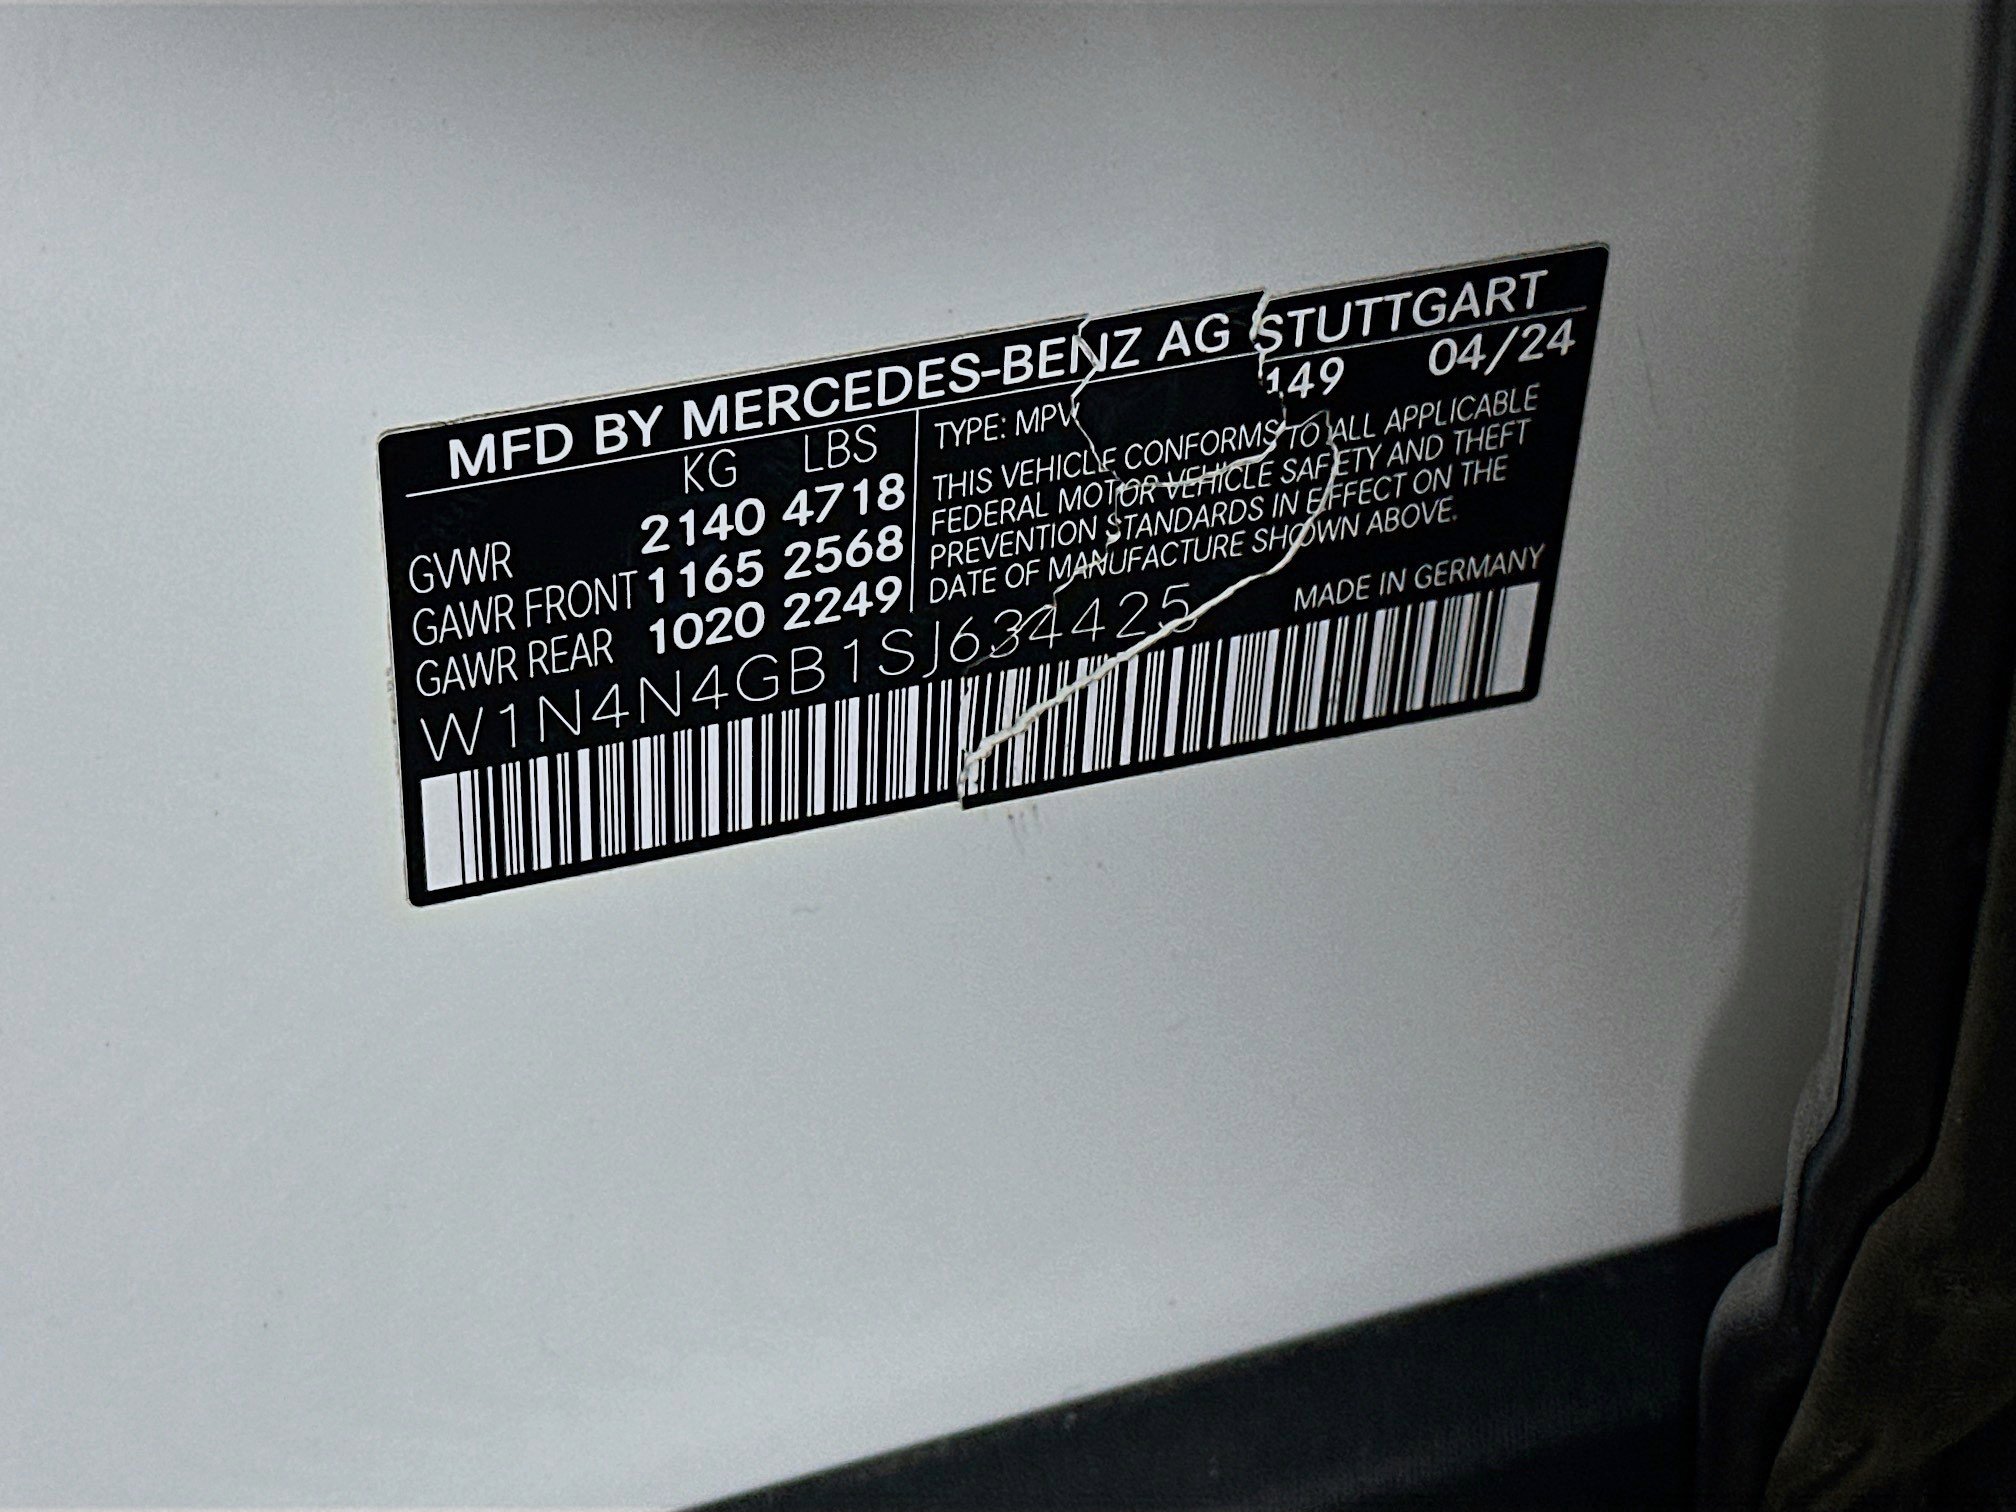 MFD BY MERCEDES-BENZ AG STUTTGART
KG LBS
GVWR 2140 4718
GAWR FRONT 1165 2568
GAWR REAR 1020 2249
TYPE: MPV 149 04/24
THIS VEHICLE CONFORMS TO ALL APPLICABLE
FEDERAL MOTOR VEHICLE SAFETY AND THEFT
PREVENTION STANDARDS IN EFFECT ON THE
DATE OF MANUFACTURE SHOWN ABOVE.
W1N4N4GB1SJ634425 MADE IN GERMANY